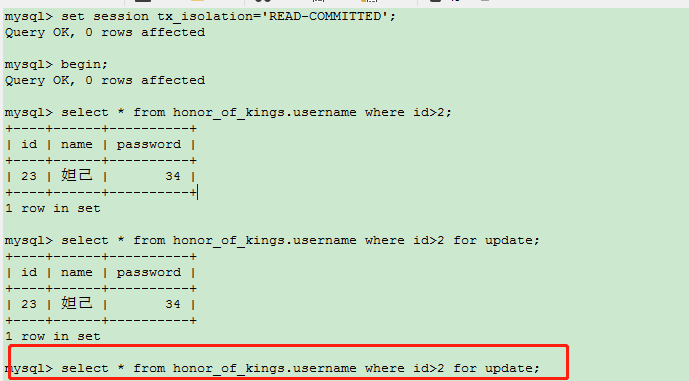 mysql> set session tx_isolation='READ-COMMITTED';
Query OK, 0 rows affected
mysql> begin;
Query OK, 0 rows affected
mysql> select * from honor_of_kings.username where id>2;
+----+------+----------+
| id | name | password |
+----+------+----------+
| 23 | 妲己 |       34 |
+----+------+----------+
1 row in set
mysql> select * from honor_of_kings.username where id>2 for update;
+----+------+----------+
| id | name | password |
+----+------+----------+
| 23 | 妲己 |       34 |
+----+------+----------+
1 row in set
mysql> select * from honor_of_kings.username where id>2 for update;